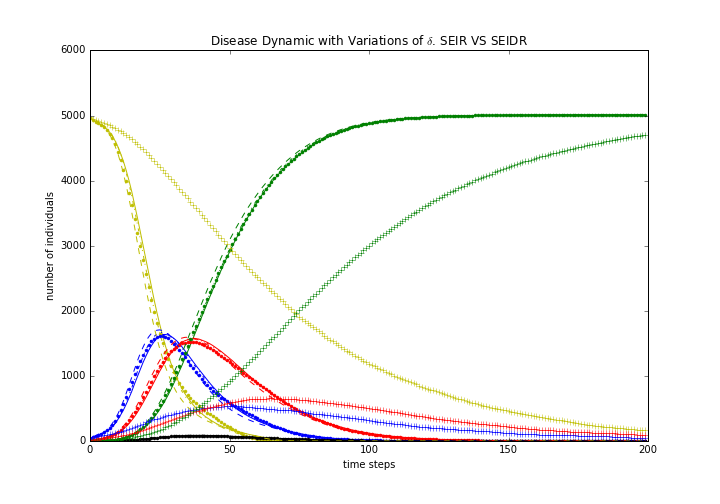 Disease Dynamic with Variations of δ. SEIR VS SEIDR
6000
5000
4000
3000
2000
1000
0
number of individuals
0 50 100 150 200
time steps